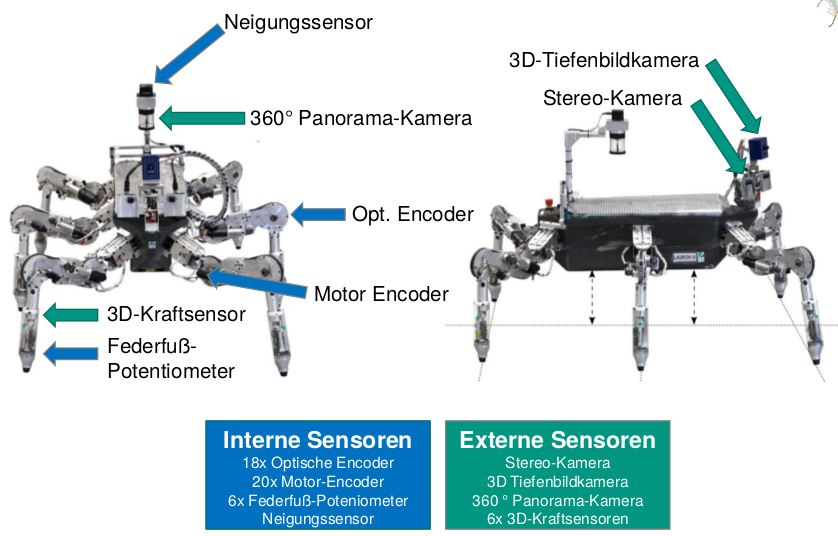 Neigungssensor
360° Panorama-Kamera
Opt. Encoder
Motor Encoder
3D-Kraftsensor
Federfuß-
Potentiometer
3D-Tiefenbildkamera
Stereo-Kamera
LAURON V
Interne Sensoren
18x Optische Encoder
20x Motor-Encoder
6x Federfuß-Poteniometer
Neigungssensor
Externe Sensoren
Stereo-Kamera
3D Tiefenbildkamera
360 ° Panorama-Kamera
6x 3D-Kraftsensoren